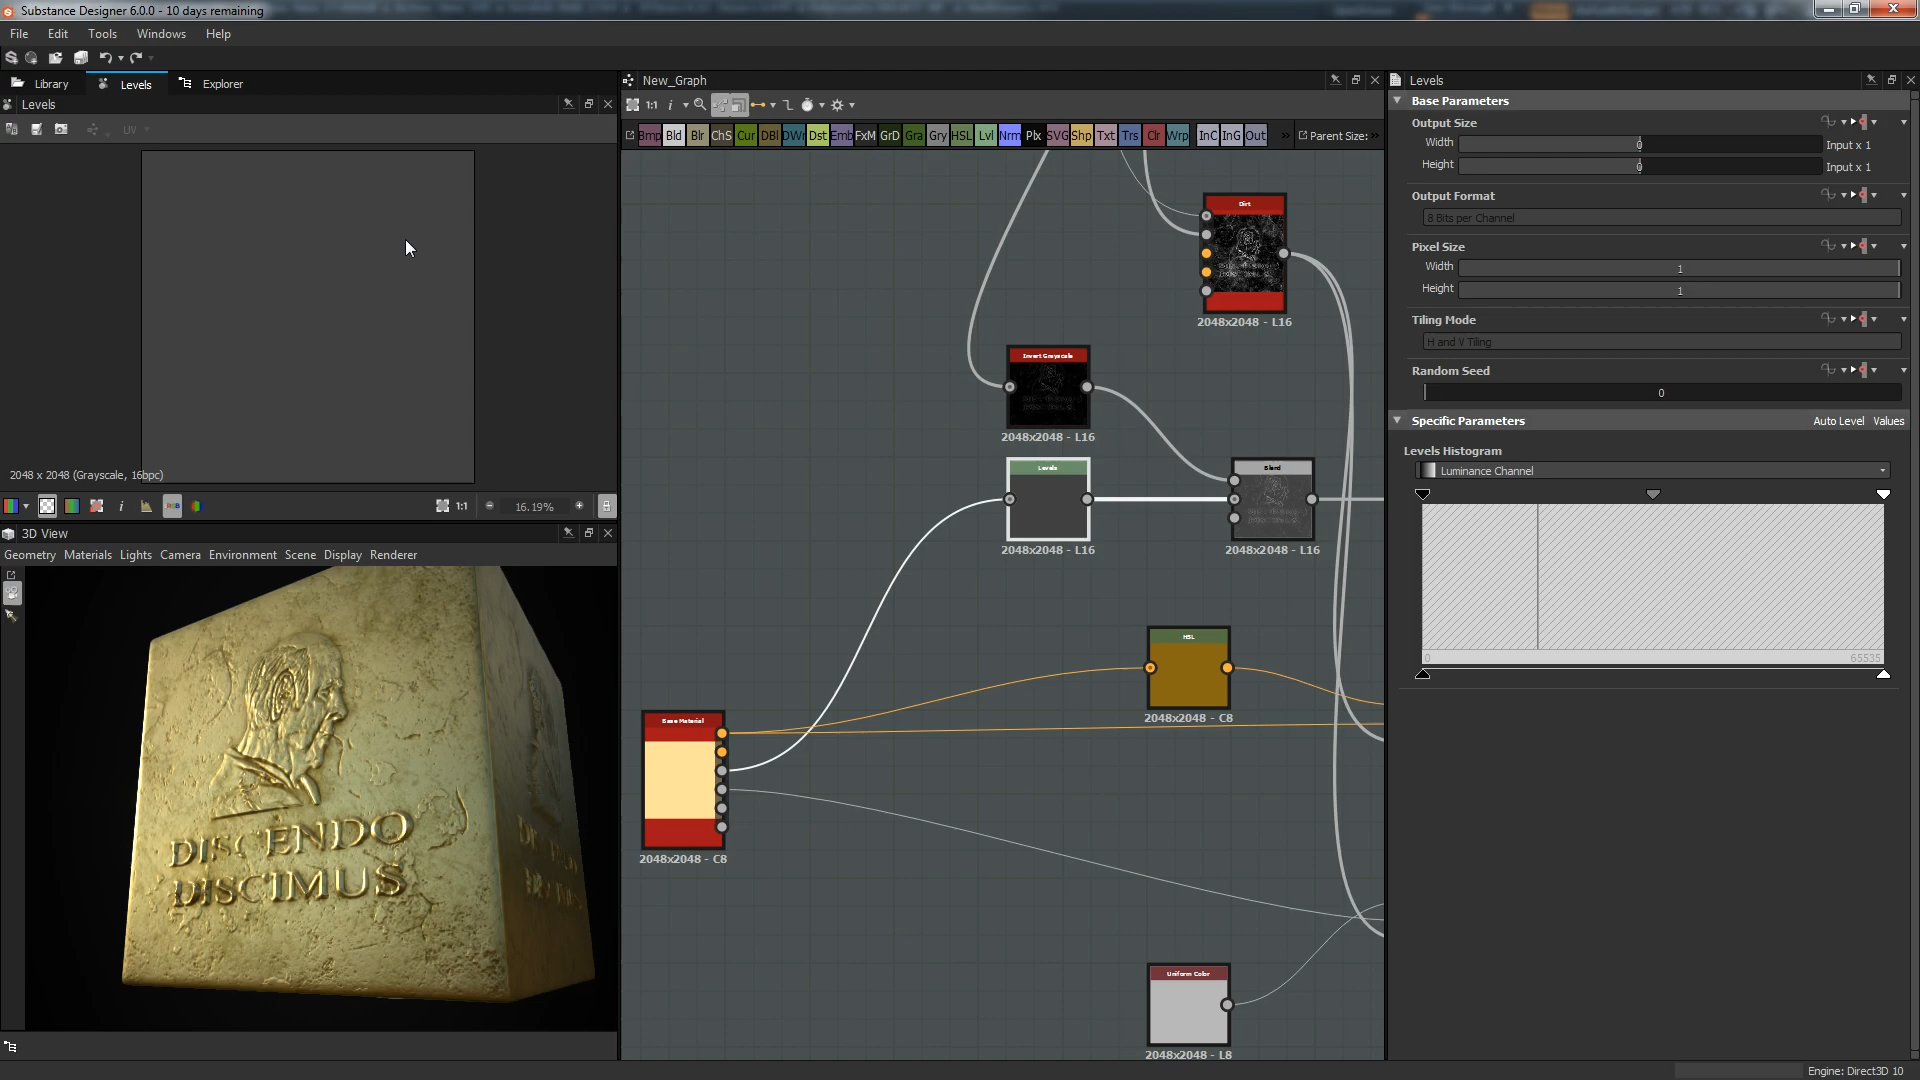 Substance Designer 6.0.0 - 10 days remaining
File Edit Tools Windows Help
Library Levels Explorer
Levels
UV
2048 x 2048 (Grayscale, 16bpc)
1:1 16.19%
3D View
Geometry Materials Lights Camera Environment Scene Display Renderer
DISCENDO
DISCIMUS
New_Graph
1:1
Bmp Bld Blr ChS Cur DBl DWr Dst Emb FxM GrD Gra Gry HSL Lvl Nrm Plx SVG Shp Txt Trs Clr Wrp InC InG Out Parent Size:
Dirt
2048x2048 - L16
Invert Grayscale
2048x2048 - L16
Levels
2048x2048 - L16
Blend
2048x2048 - L16
HSL
2048x2048 - C8
Base Material
2048x2048 - C8
Uniform Color
2048x2048 - L8
Levels
Base Parameters
Output Size
Width 0 Input x 1
Height 0 Input x 1
Output Format
8 Bits per Channel
Pixel Size
Width 1
Height 1
Tiling Mode
H and V Tiling
Random Seed
0
Specific Parameters Auto Level Values
Levels Histogram
Luminance Channel
0 65535
Engine: Direct3D 10